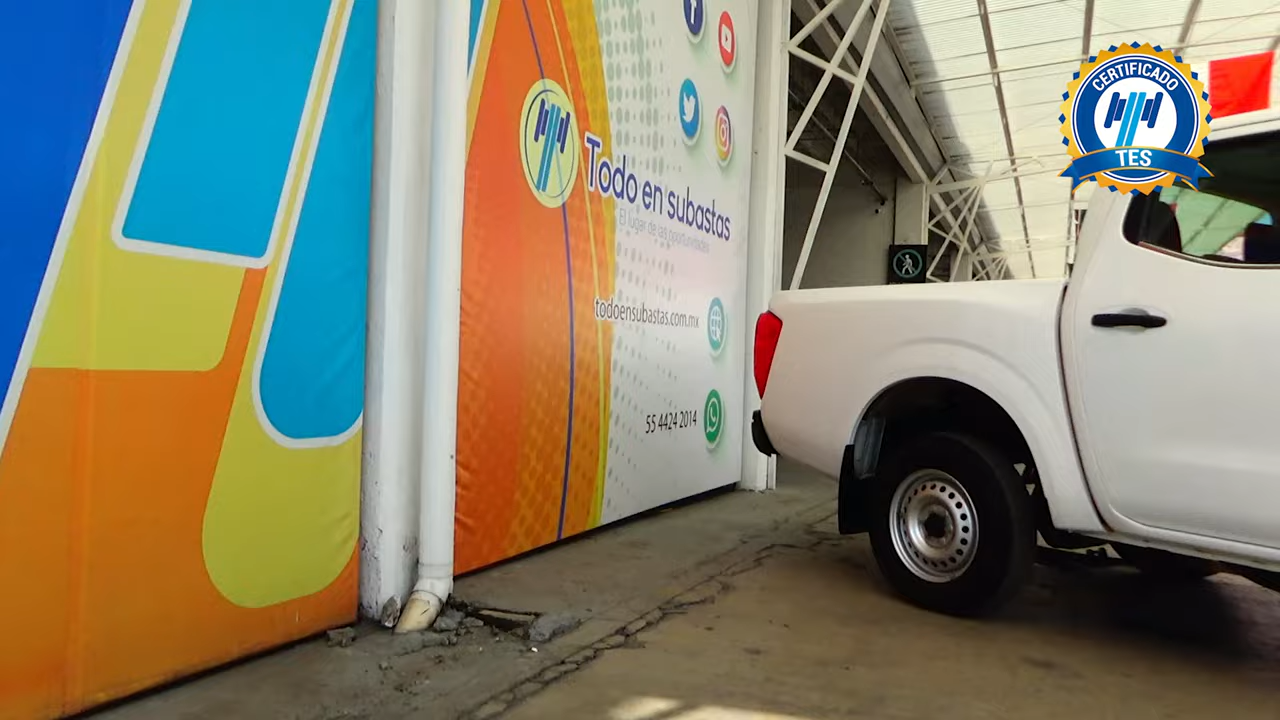 Todo en subastas
El lugar de las oportunidades
todoensubastas.com.mx
55 4424 2014
CERTIFICADO
TES